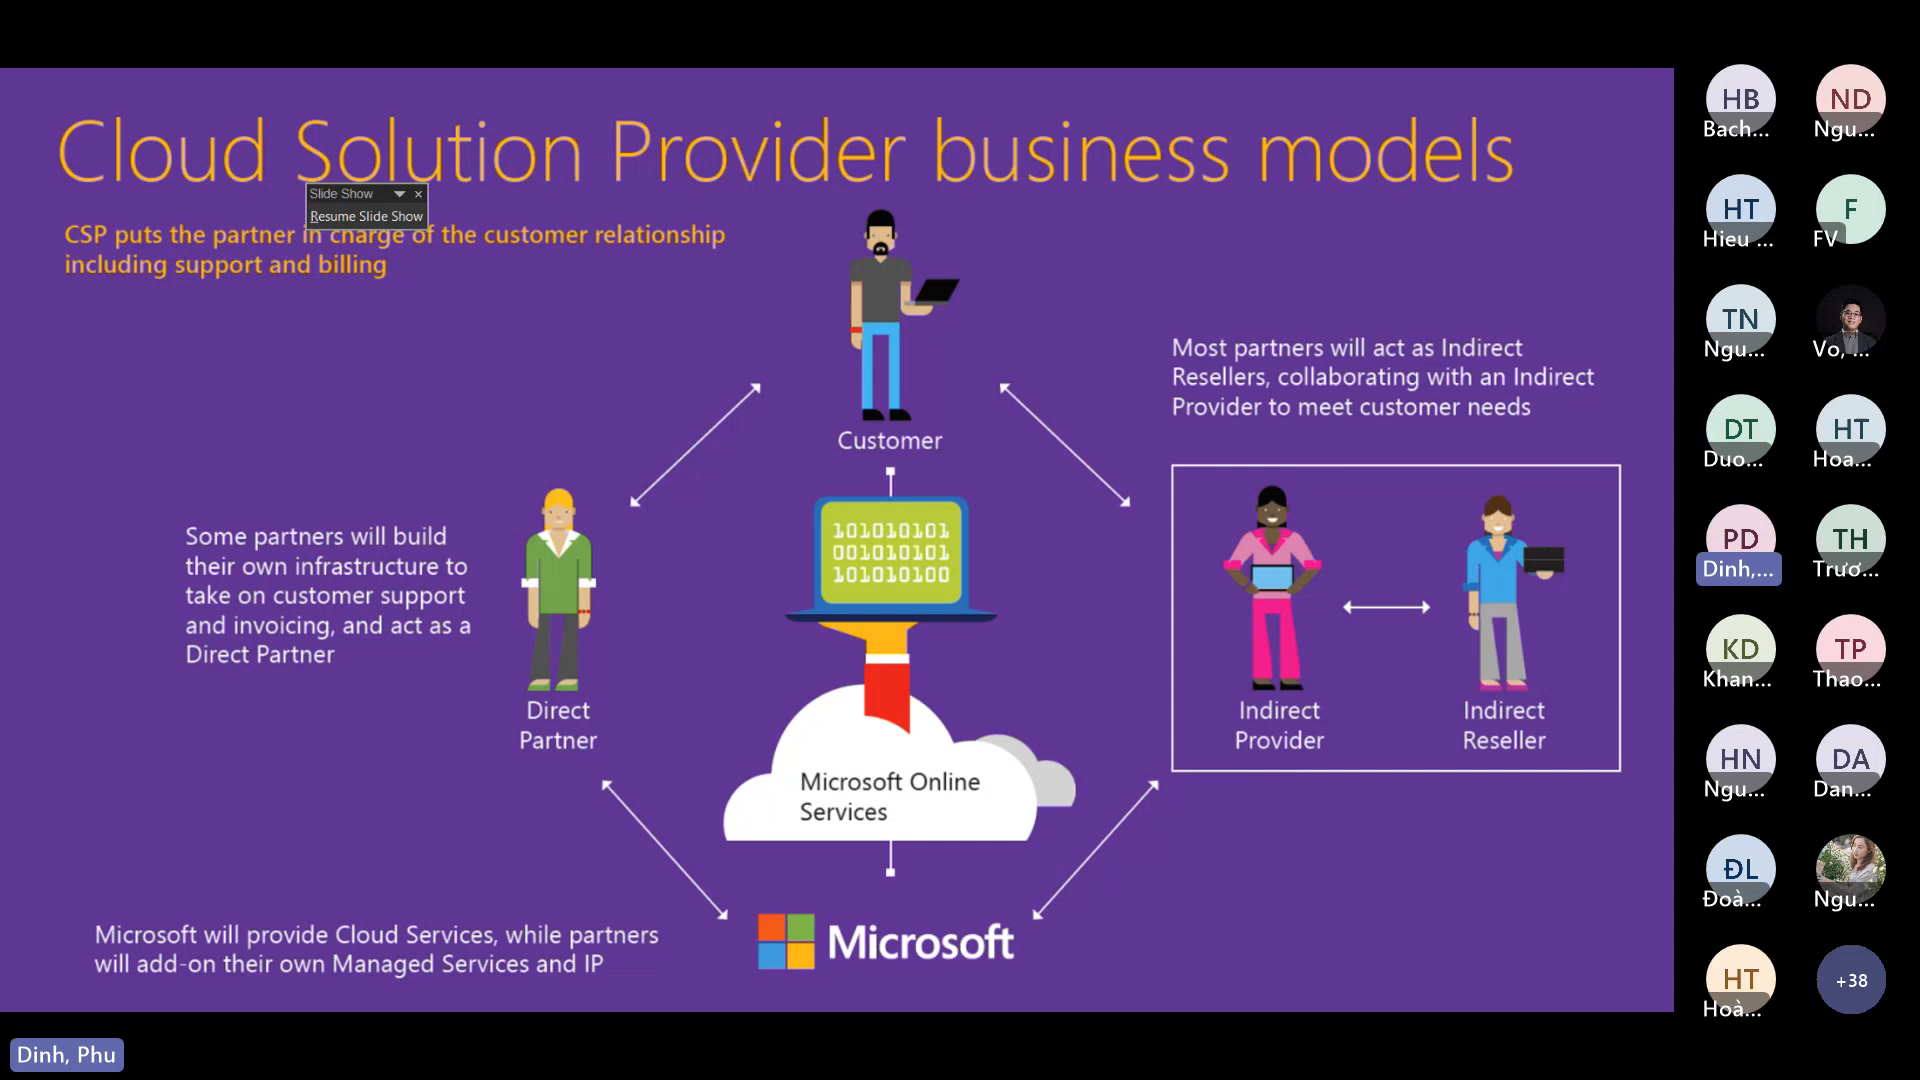 Cloud Solution Provider business models
Slide Show
Resume Slide Show
CSP puts the partner in charge of the customer relationship
including support and billing
Customer
Most partners will act as Indirect
Resellers, collaborating with an Indirect
Provider to meet customer needs
Some partners will build
their own infrastructure to
take on customer support
and invoicing, and act as a
Direct Partner
101010101
001010101
101010100
Direct
Partner
Indirect
Provider
Indirect
Reseller
Microsoft Online
Services
Microsoft will provide Cloud Services, while partners
will add-on their own Managed Services and IP
Microsoft
HB
Bach...
ND
Ngu...
HT
Hieu ...
F
FV
TN
Ngu...
Vo, ...
DT
Duo...
HT
Hoa...
PD
Dinh,...
TH
Trươ...
KD
Khan...
TP
Thao...
HN
Ngu...
DA
Dan...
ĐL
Đoà...
Ngu...
HT
Hoà...
+38
Dinh, Phu